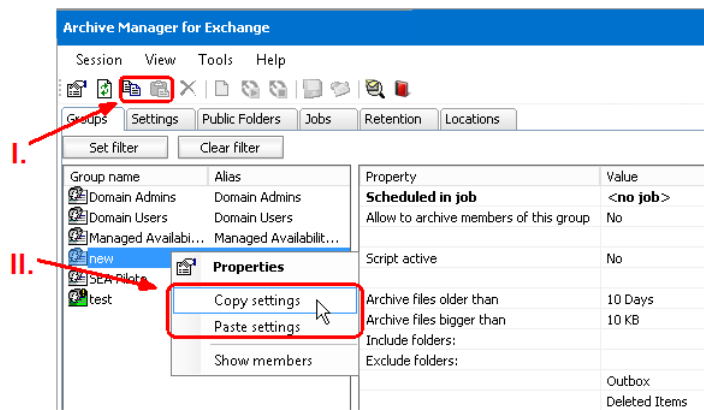 Archive Manager for Exchange
Session View Tools Help
Groups Settings Public Folders Jobs Retention Locations
I.
Set filter Clear filter
Group name Alias Property Value
Domain Admins Domain Admins Scheduled in job <no job>
Domain Users Domain Users Allow to archive members of this group No
Managed Availabi... Managed Availabilit...
II.
new Script active No
Properties
SEA Pilots
test Copy settings Archive files older than 10 Days
Paste settings Archive files bigger than 10 KB
Include folders:
Show members Exclude folders:
Outbox
Deleted Items